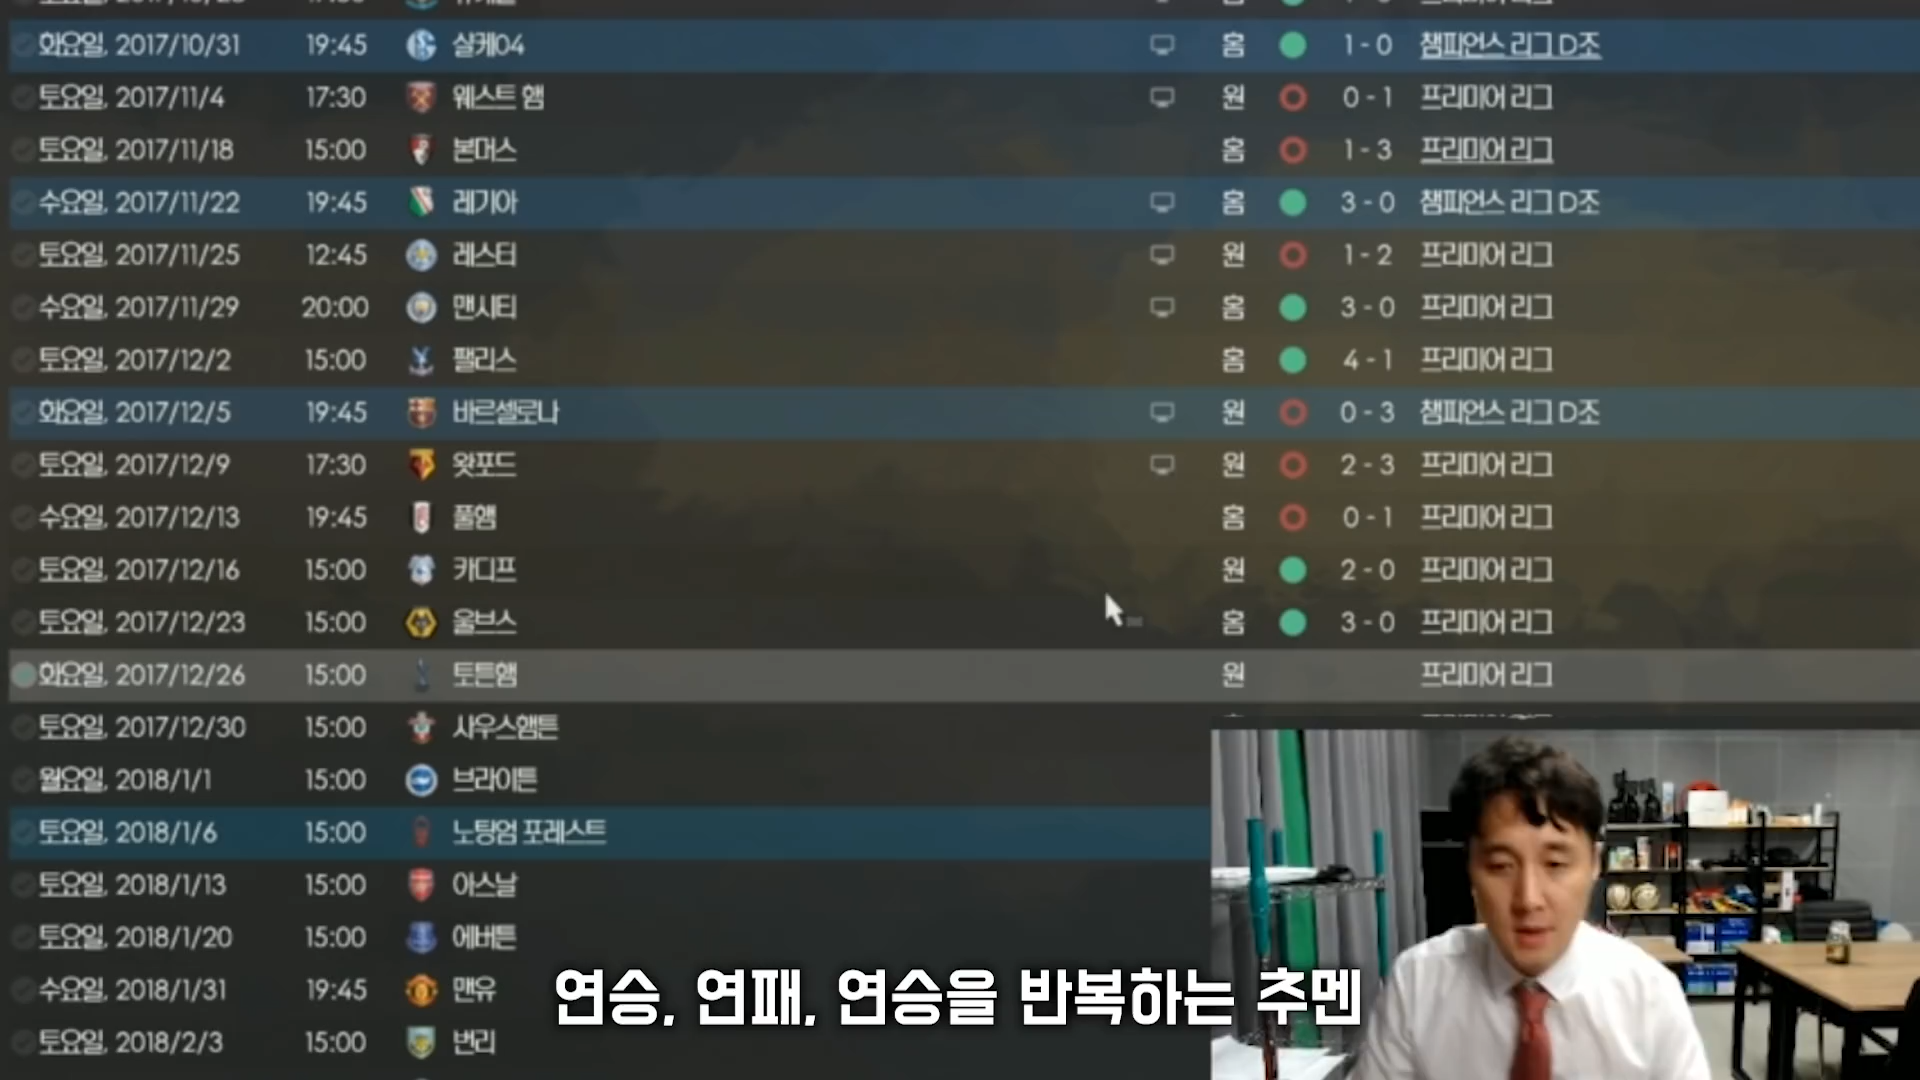 화요일, 2017/10/31 19:45 샬케04 홈 1 - 0 챔피언스 리그 D조
토요일, 2017/11/4 17:30 웨스트 햄 원 0 - 1 프리미어 리그
토요일, 2017/11/18 15:00 본머스 홈 1 - 3 프리미어 리그
수요일, 2017/11/22 19:45 레기아 홈 3 - 0 챔피언스 리그 D조
토요일, 2017/11/25 12:45 레스터 원 1 - 2 프리미어 리그
수요일, 2017/11/29 20:00 맨시티 홈 3 - 0 프리미어 리그
토요일, 2017/12/2 15:00 팰리스 홈 4 - 1 프리미어 리그
화요일, 2017/12/5 19:45 바르셀로나 원 0 - 3 챔피언스 리그 D조
토요일, 2017/12/9 17:30 왓포드 원 2 - 3 프리미어 리그
수요일, 2017/12/13 19:45 풀햄 홈 0 - 1 프리미어 리그
토요일, 2017/12/16 15:00 카디프 원 2 - 0 프리미어 리그
토요일, 2017/12/23 15:00 울브스 홈 3 - 0 프리미어 리그
화요일, 2017/12/26 15:00 토튼햄 원 프리미어 리그
토요일, 2017/12/30 15:00 사우스햄튼
월요일, 2018/1/1 15:00 브라이튼
토요일, 2018/1/6 15:00 노팅엄 포레스트
토요일, 2018/1/13 15:00 아스날
토요일, 2018/1/20 15:00 에버튼
수요일, 2018/1/31 19:45 맨유
토요일, 2018/2/3 15:00 번리
연승, 연패, 연승을 반복하는 추멘